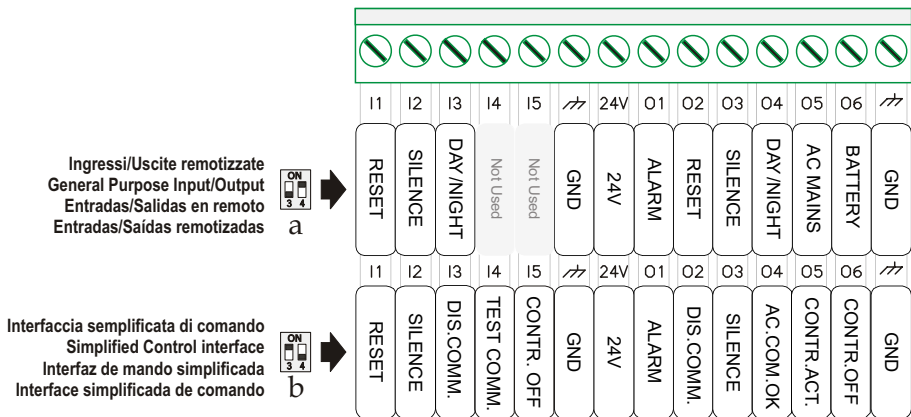 I1 I2 I3 I4 I5 24V O1 O2 O3 O4 O5 O6
Ingressi/Uscite remotizzate
General Purpose Input/Output
Entradas/Salidas en remoto
Entradas/Saídas remotizadas
ON
3 4
a
RESET
SILENCE
DAY/NIGHT
Not Used
Not Used
GND
24V
ALARM
RESET
SILENCE
DAY/NIGHT
AC MAINS
BATTERY
GND
I1 I2 I3 I4 I5 24V O1 O2 O3 O4 O5 O6
Interfaccia semplificata di comando
Simplified Control interface
Interfaz de mando simplificada
Interface simplificada de comando
ON
3 4
b
RESET
SILENCE
DIS.COMM.
TEST COMM.
CONTR. OFF
GND
24V
ALARM
DIS.COMM.
SILENCE
AC.COM.OK
CONTR.ACT.
CONTR.OFF
GND